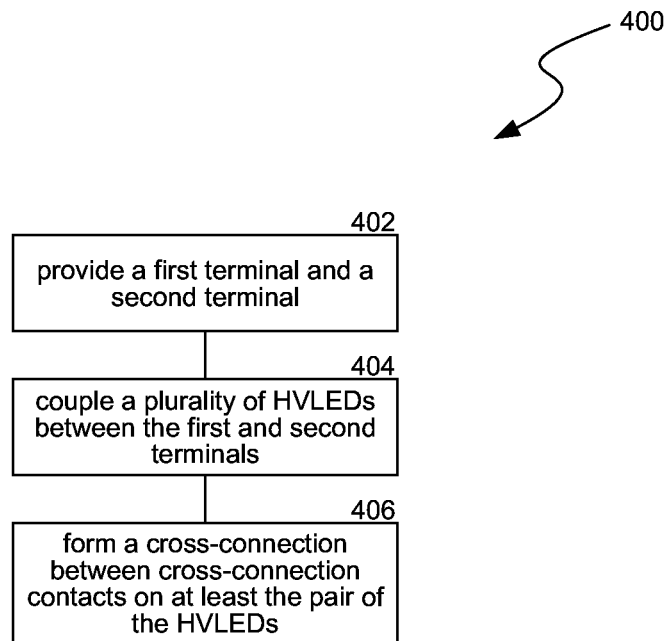 400
402
provide a first terminal and a
second terminal
404
couple a plurality of HVLEDs
between the first and second
terminals
406
form a cross-connection
between cross-connection
contacts on at least the pair of
the HVLEDs